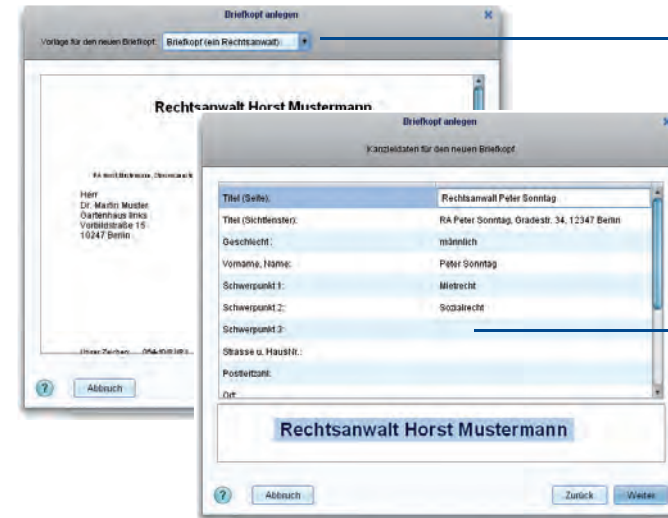 Briefkopf anlegen
Vorlage für den neuen Briefkopf: Briefkopf (ein Rechtsanwalt)
Rechtsanwalt Horst Mustermann
Herr
Dr. Martin Muster
Gartenhaus links
Vorbildstraße 15
10247 Berlin
Unser Zeichen:
Abbruch
Briefkopf anlegen
Kanzleidaten für den neuen Briefkopf
Titel (Seite): Rechtsanwalt Peter Sonntag
Titel (Sichtfenster): RA Peter Sonntag, Gradestr. 34, 12347 Berlin
Geschlecht: männlich
Vorname, Name: Peter Sonntag
Schwerpunkt 1: Mietrecht
Schwerpunkt 2: Sozialrecht
Schwerpunkt 3:
Strasse u. HausNr.:
Postleitzahl:
Ort:
Rechtsanwalt Horst Mustermann
? Abbruch Zurück Weiter